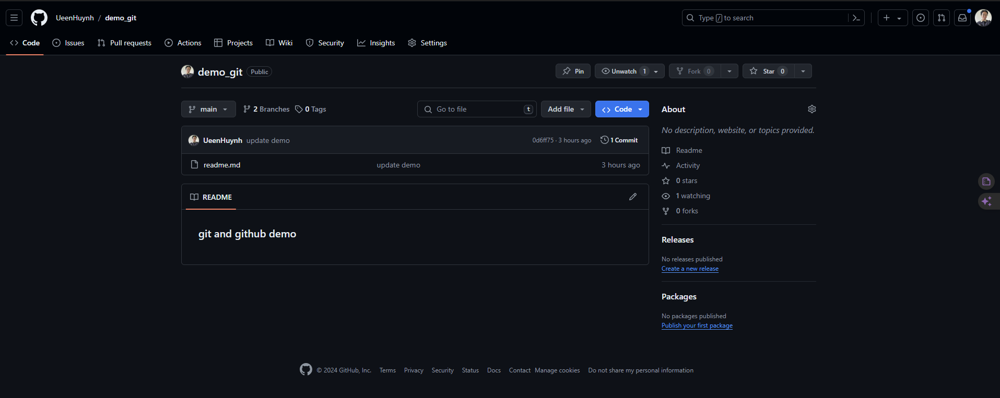 UeenHuynh / demo_git
Type / to search
Code Issues Pull requests Actions Projects Wiki Security Insights Settings
demo_git Public
Pin Unwatch 1 Fork 0 Star 0
main 2 Branches 0 Tags Go to file t Add file Code
UeenHuynh update demo 0d6ff75 · 3 hours ago 1 Commit
readme.md update demo 3 hours ago
README
git and github demo
About
No description, website, or topics provided.
Readme
Activity
0 stars
1 watching
0 forks
Releases
No releases published
Create a new release
Packages
No packages published
Publish your first package
© 2024 GitHub, Inc. Terms Privacy Security Status Docs Contact Manage cookies Do not share my personal information